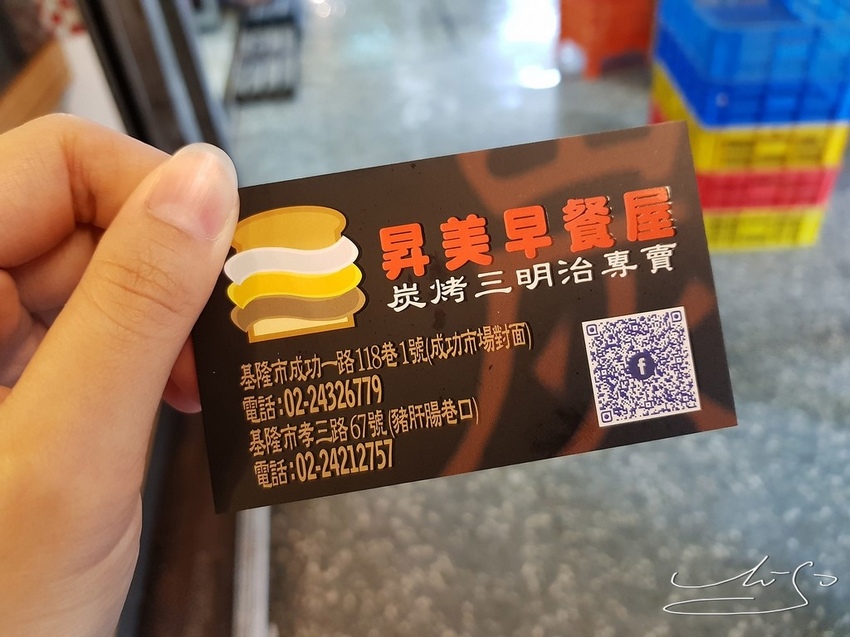 昇美早餐屋
炭烤三明治專賣
基隆市成功一路118巷1號(成功市場對面)
電話:02-24326779
基隆市孝三路67號(豬肝腸巷口)
電話:02-24212757
f